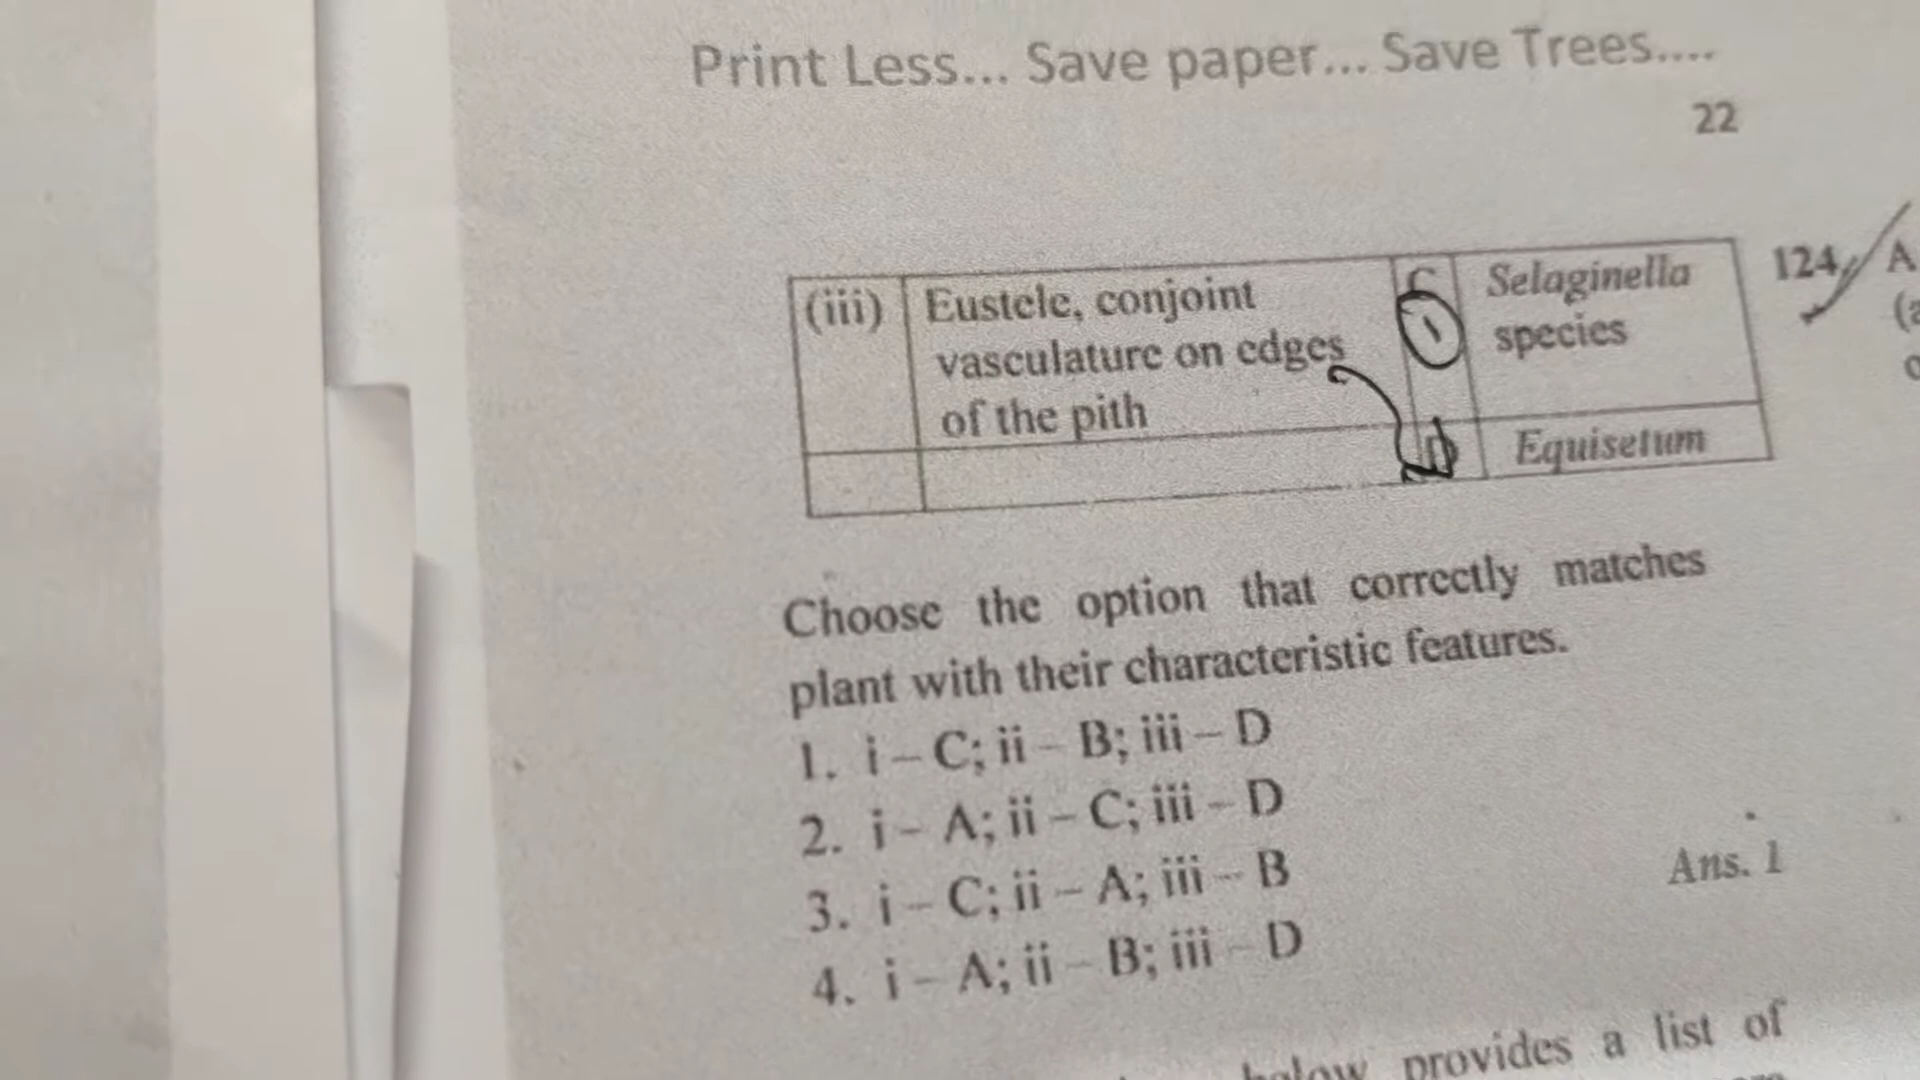 Print Less... Save paper... Save Trees....
22
(iii) Eustele, conjoint vasculature on edges of the pith C Selaginella species
D Equisetum
124. A
Choose the option that correctly matches
plant with their characteristic features.
1. i – C; ii – B; iii – D
2. i – A; ii – C; iii – D
3. i – C; ii – A; iii – B
4. i – A; ii – B; iii – D
Ans. 1
below provides a list of